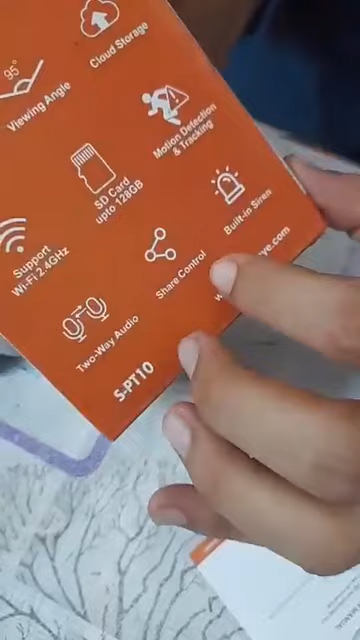 Cloud Storage
95°
Viewing Angle
Motion Detection
& Tracking
SD Card
upto 128GB
Built-in Siren
Support
Wi-Fi 2.4GHz
Share Control
Two-Way Audio
S-PT10